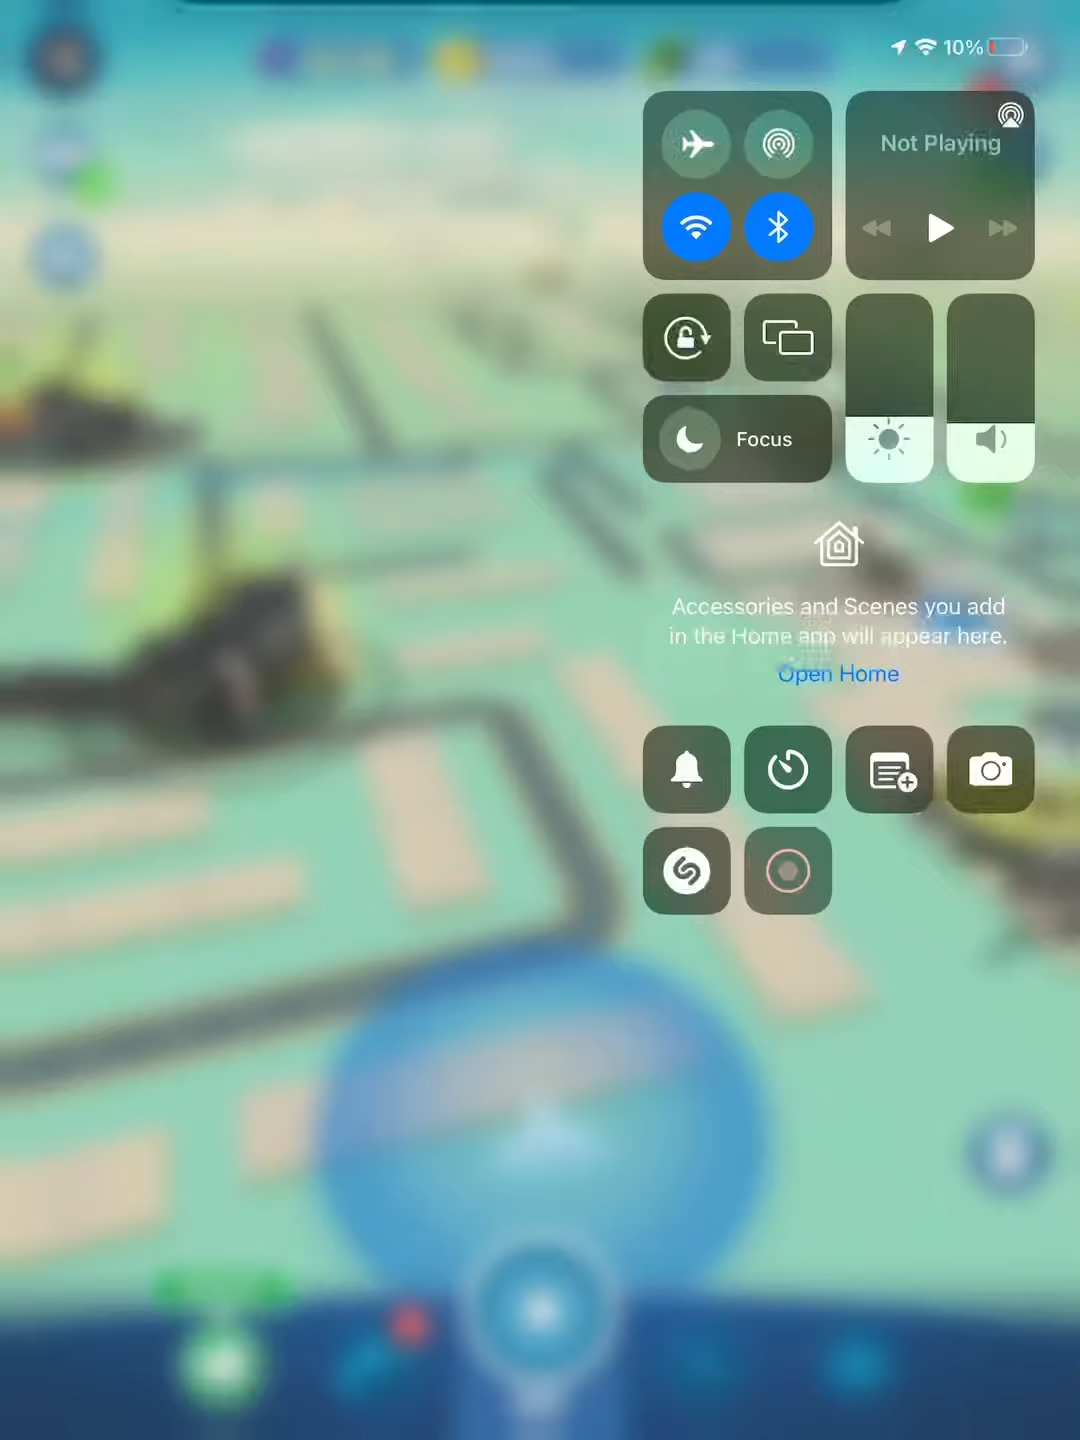 10%
Not Playing
Focus
Accessories and Scenes you add
in the Home app will appear here.
Open Home